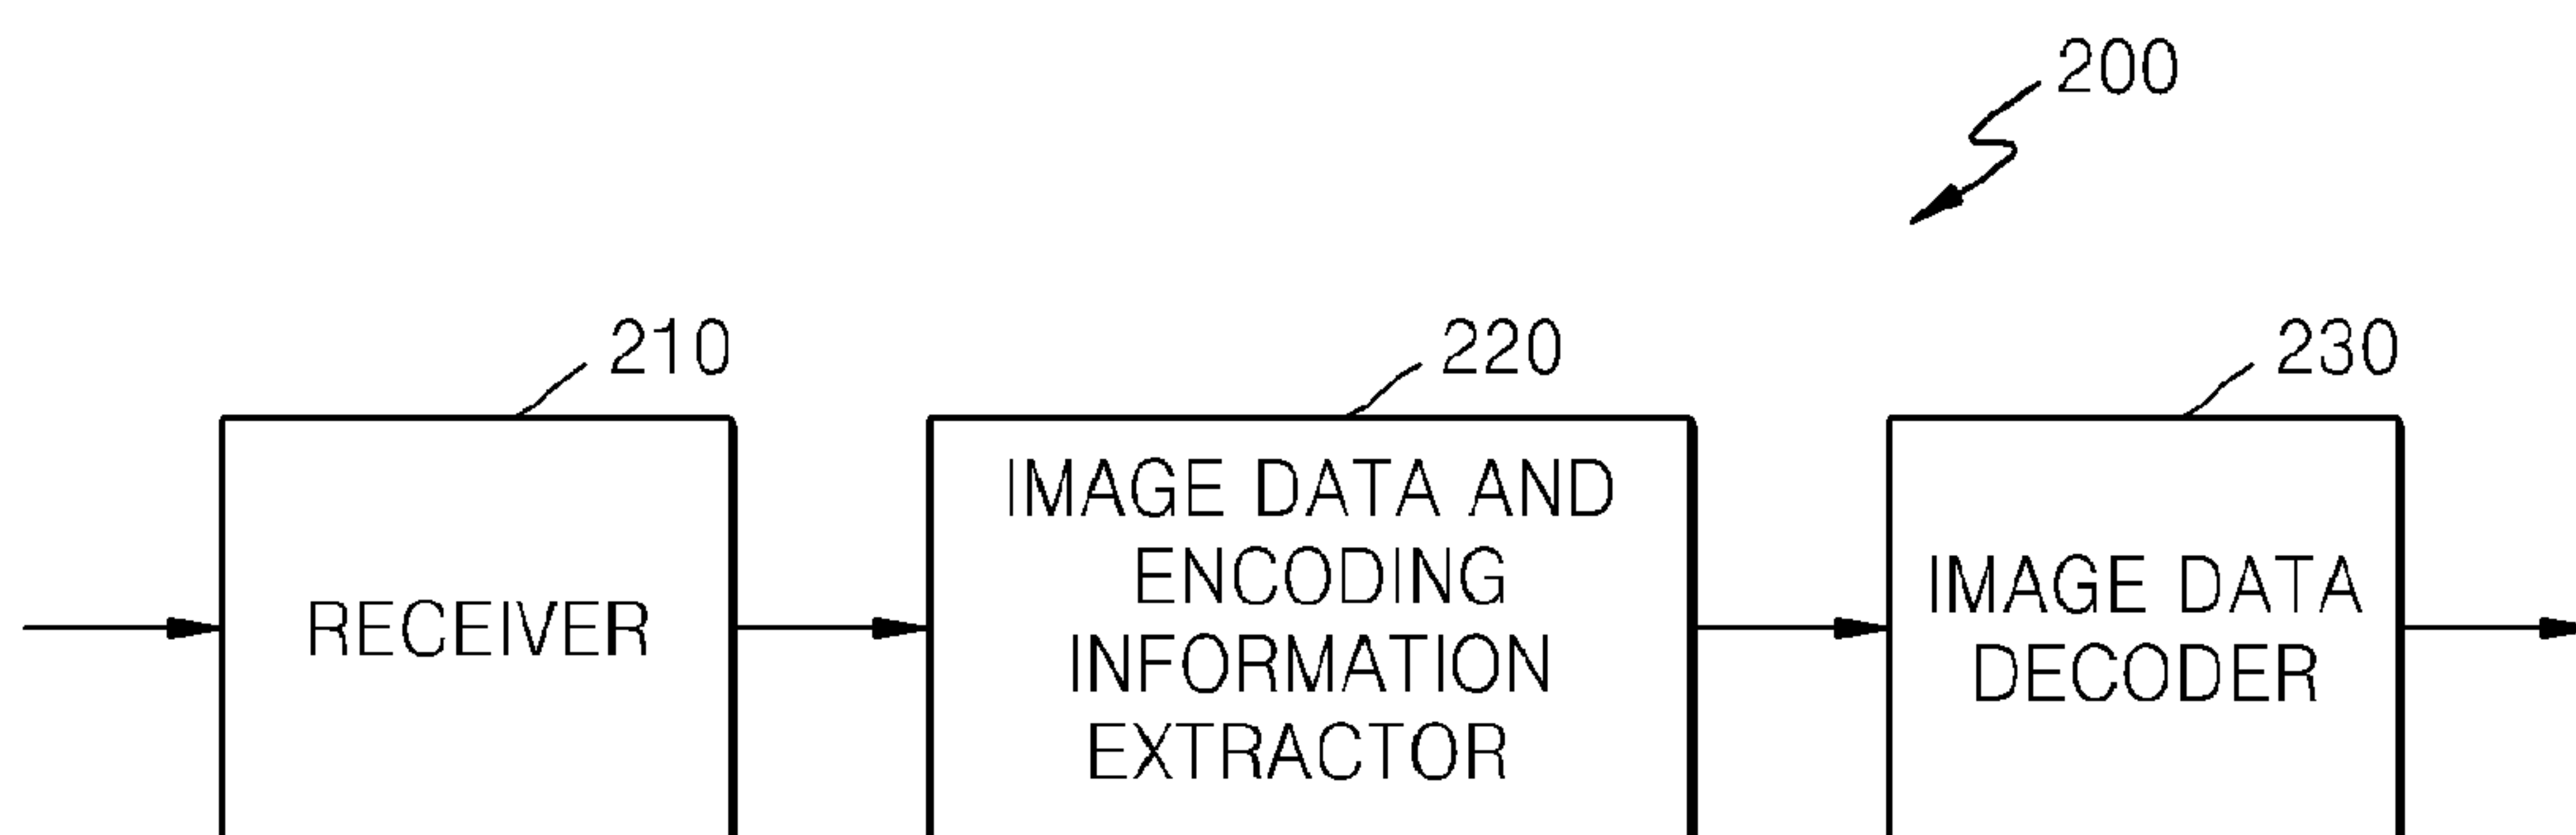 200
210
220
230
RECEIVER
IMAGE DATA AND
ENCODING
INFORMATION
EXTRACTOR
IMAGE DATA
DECODER